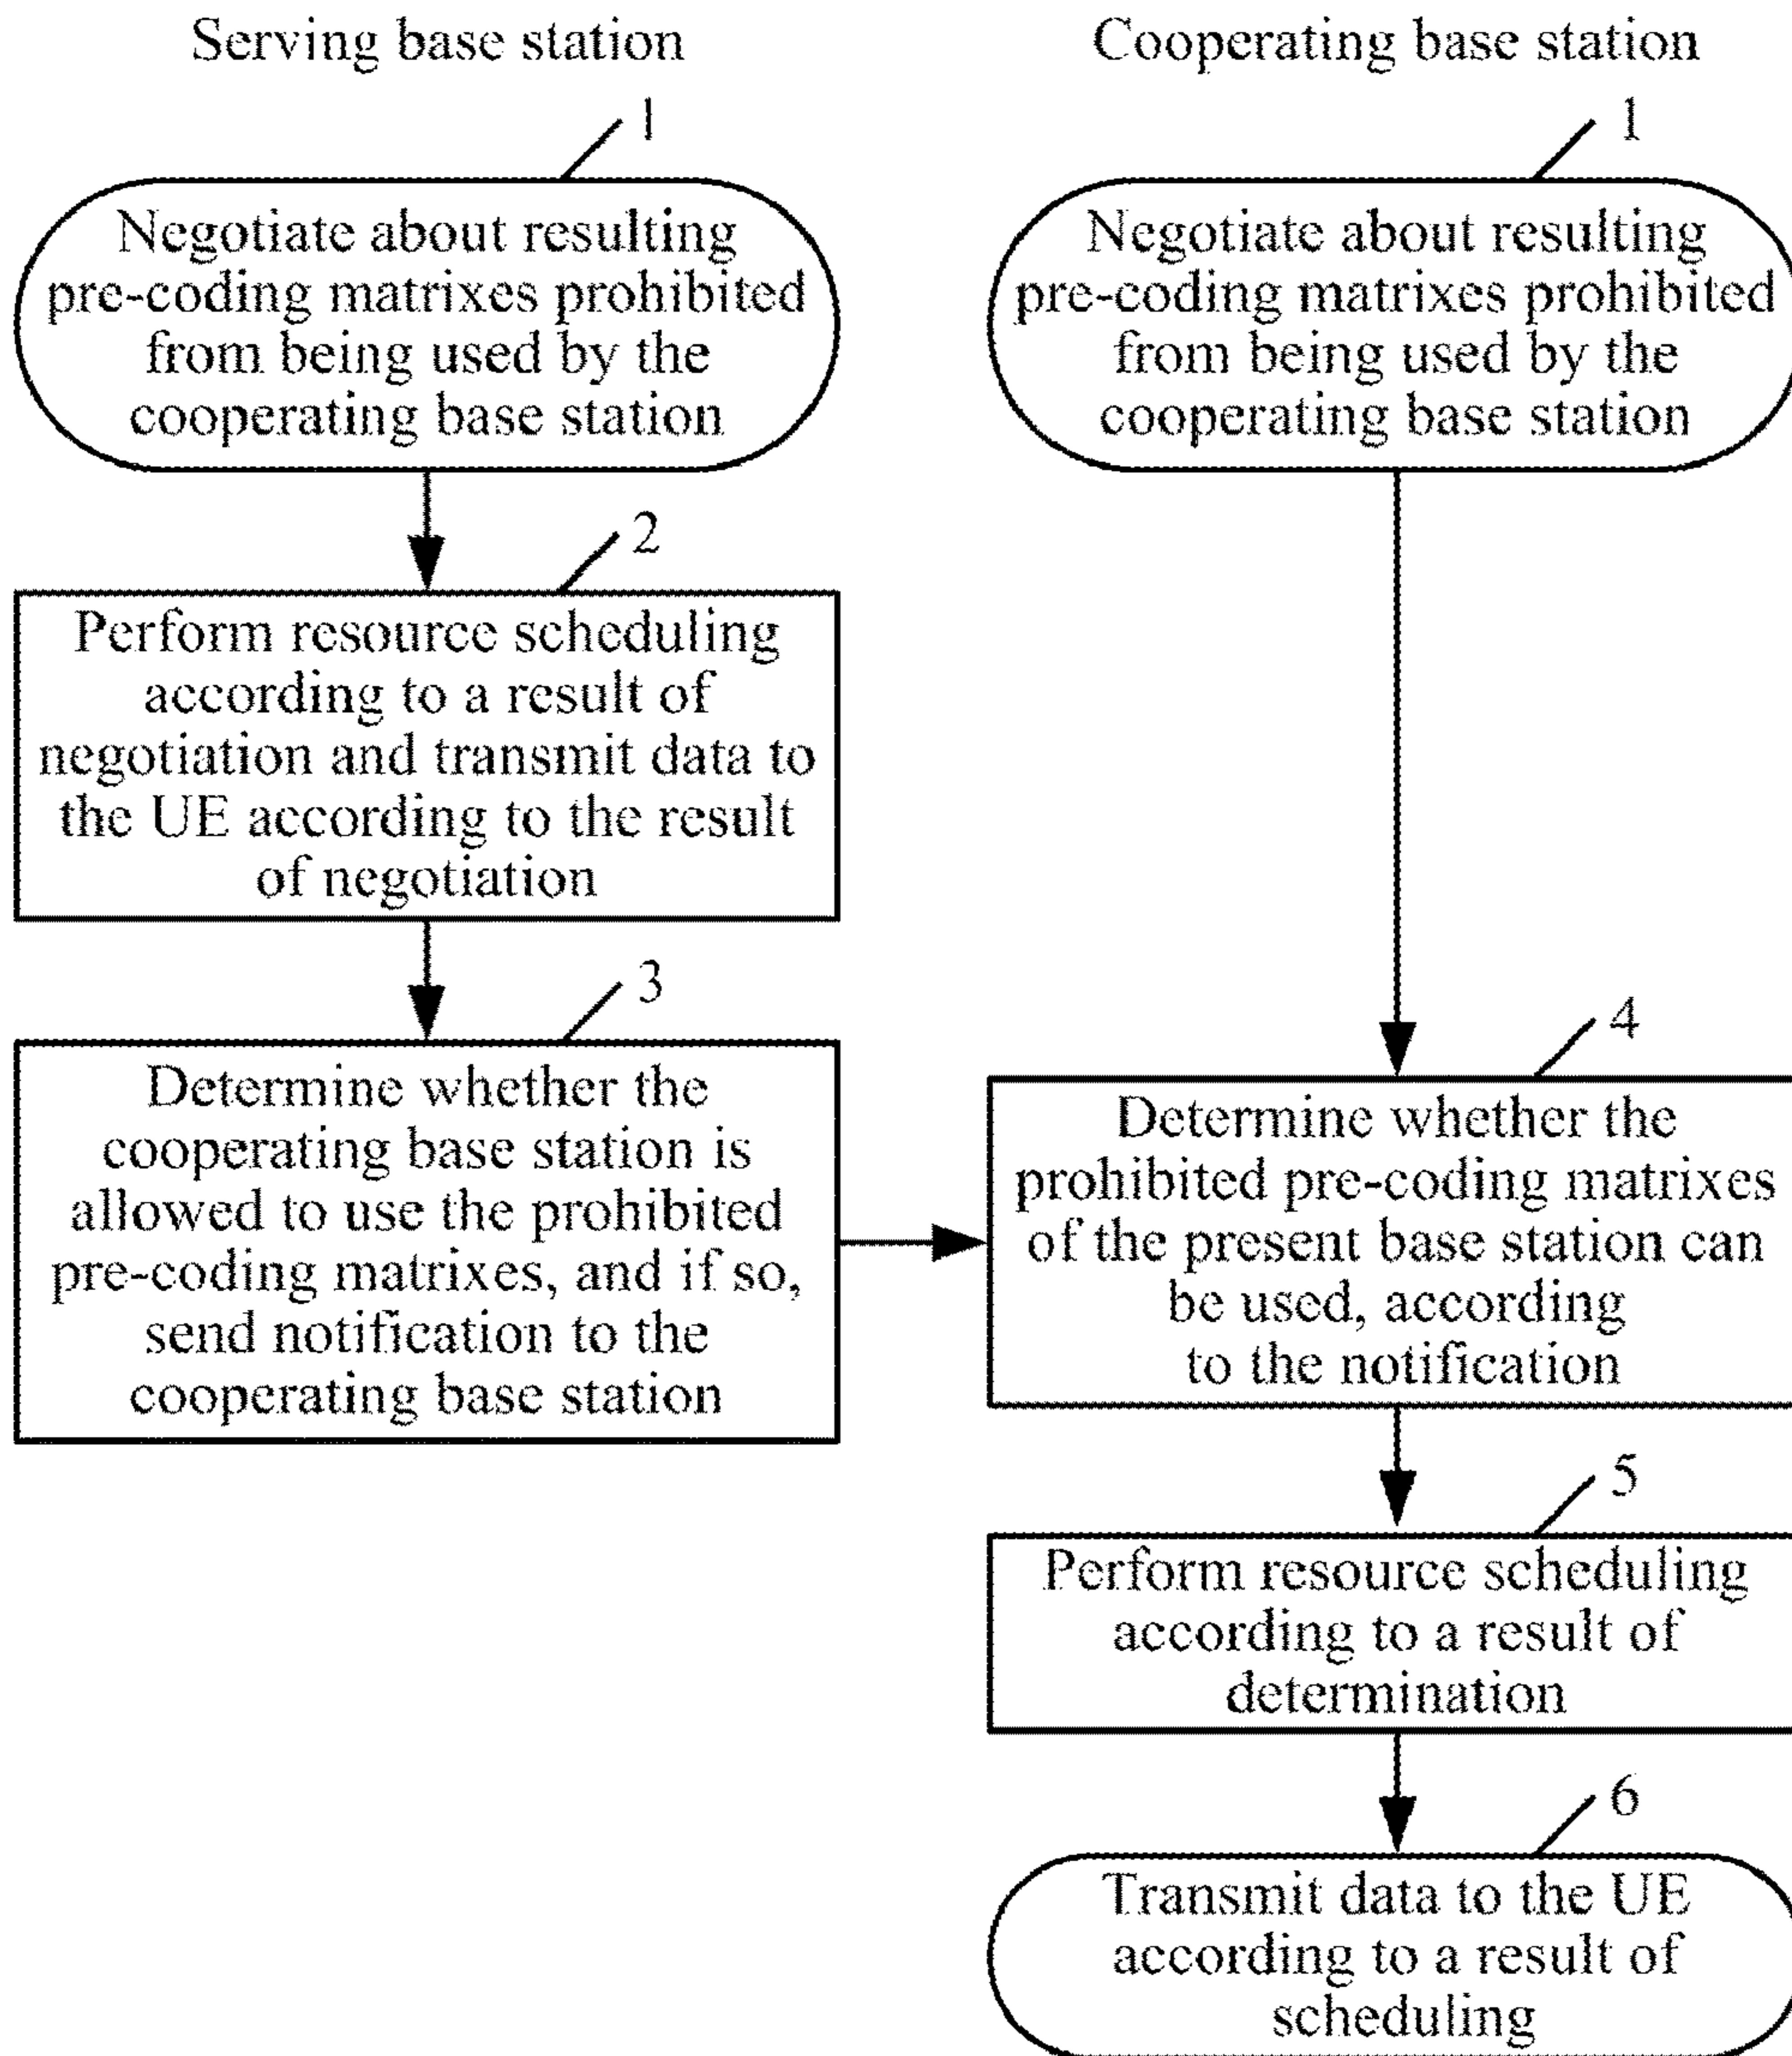 Serving base station
1
Negotiate about resulting
pre-coding matrixes prohibited
from being used by the
cooperating base station
2
Perform resource scheduling
according to a result of
negotiation and transmit data to
the UE according to the result
of negotiation
3
Determine whether the
cooperating base station is
allowed to use the prohibited
pre-coding matrixes, and if so,
send notification to the
cooperating base station
Cooperating base station
1
Negotiate about resulting
pre-coding matrixes prohibited
from being used by the
cooperating base station
4
Determine whether the
prohibited pre-coding matrixes
of the present base station can
be used, according
to the notification
5
Perform resource scheduling
according to a result of
determination
6
Transmit data to the UE
according to a result of
scheduling